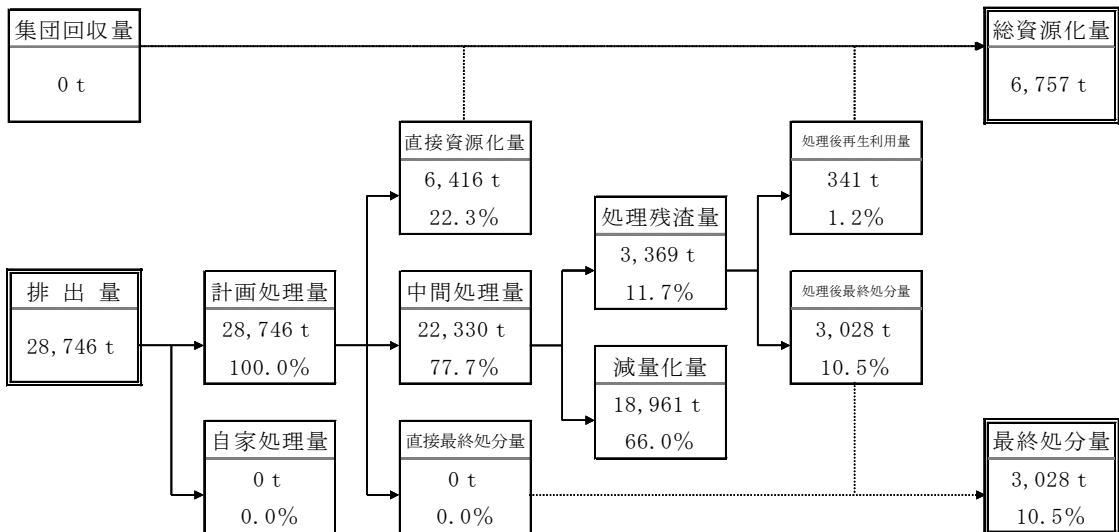 集団回収量
0 t
総資源化量
6,757 t
直接資源化量
6,416 t
22.3%
処理後再生利用量
341 t
1.2%
処理残渣量
3,369 t
11.7%
排 出 量
28,746 t
計画処理量
28,746 t
100.0%
中間処理量
22,330 t
77.7%
処理後最終処分量
3,028 t
10.5%
減量化量
18,961 t
66.0%
自家処理量
0 t
0.0%
直接最終処分量
0 t
0.0%
最終処分量
3,028 t
10.5%